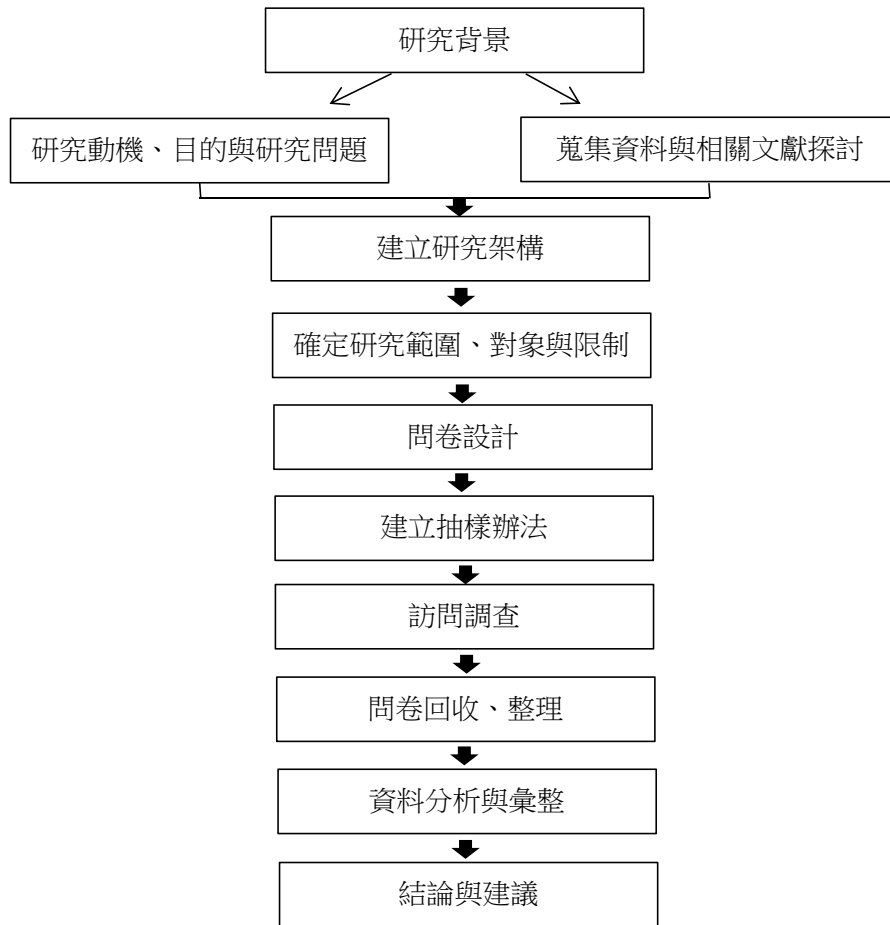 研究背景
研究動機、目的與研究問題
蒐集資料與相關文獻探討
建立研究架構
確定研究範圍、對象與限制
問卷設計
建立抽樣辦法
訪問調查
問卷回收、整理
資料分析與彙整
結論與建議